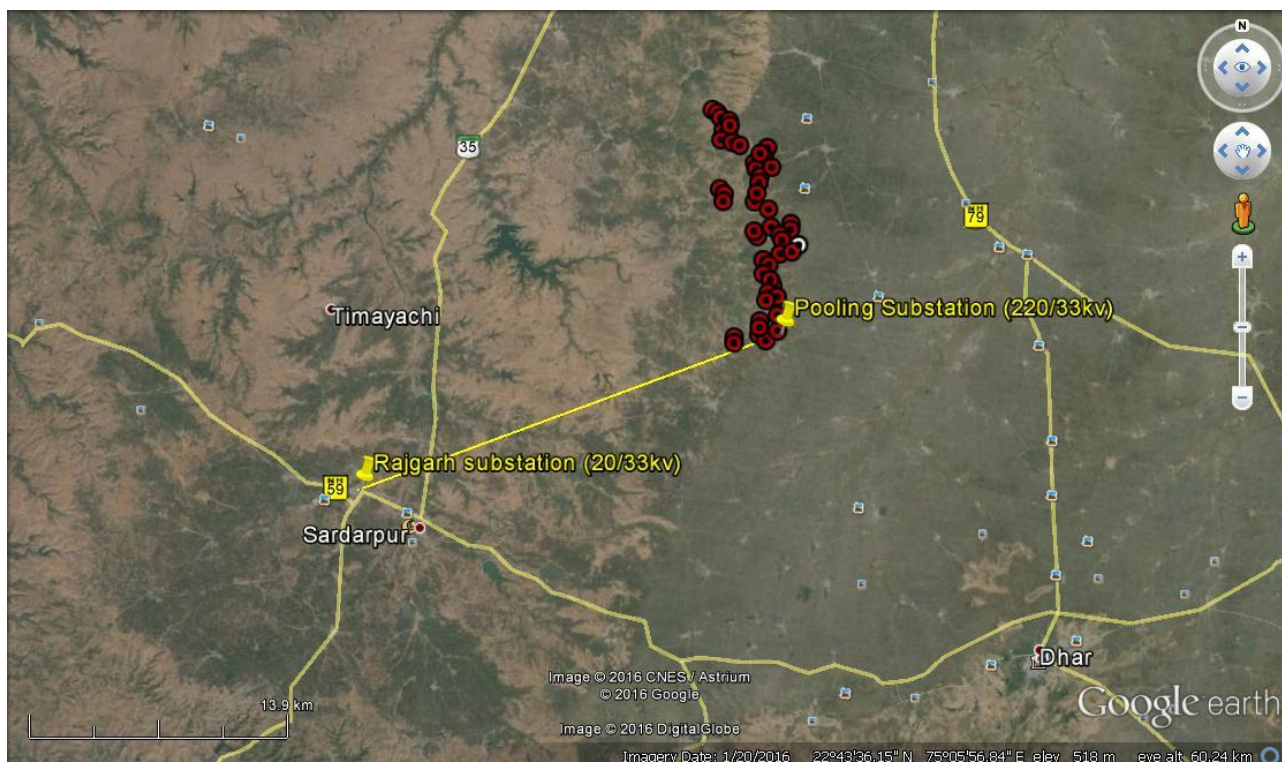 N
35
79
Pooling Substation (220/33kv)
Timayachi
Rajgarh substation (20/33kv)
59
Sardarpur
Dhar
Image © 2016 CNES / Astrium
© 2016 Google
13.9 km
Google earth
Image © 2016 DigitalGlobe
Imagery Date: 1/20/2016 22°43'36.15" N 75°05'56.84" E elev 518 m eye alt 60.24 km